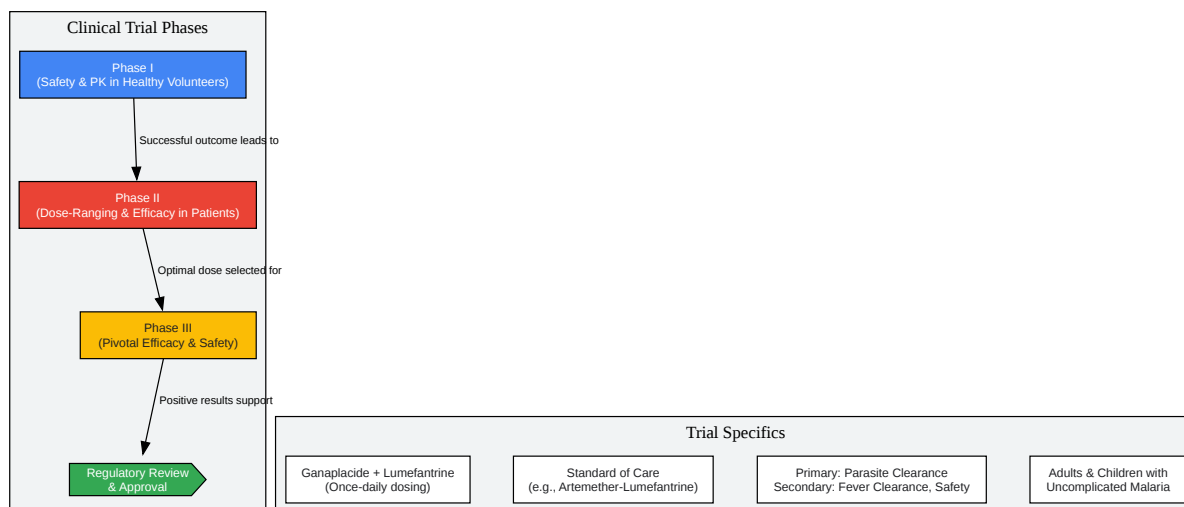 Clinical Trial Phases
Phase I
(Safety & PK in Healthy Volunteers)
Successful outcome leads to
Phase II
(Dose-Ranging & Efficacy in Patients)
Optimal dose selected for
Phase III
(Pivotal Efficacy & Safety)
Positive results support
Regulatory Review
& Approval
Trial Specifics
Ganaplacide + Lumefantrine
(Once-daily dosing)
Standard of Care
(e.g., Artemether-Lumefantrine)
Primary: Parasite Clearance
Secondary: Fever Clearance, Safety
Adults & Children with
Uncomplicated Malaria